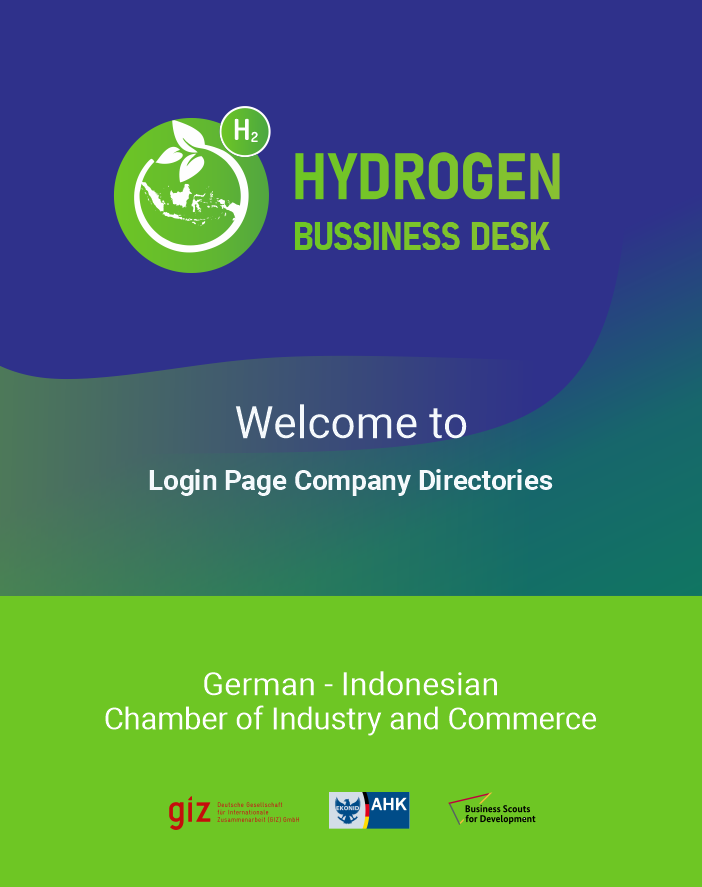 H2
HYDROGEN
BUSSINESS DESK
Welcome to
Login Page Company Directories
German - Indonesian
Chamber of Industry and Commerce
giz
Deutsche Gesellschaft
für Internationale
Zusammenarbeit (GIZ) GmbH
EKONID
AHK
Business Scouts
for Development